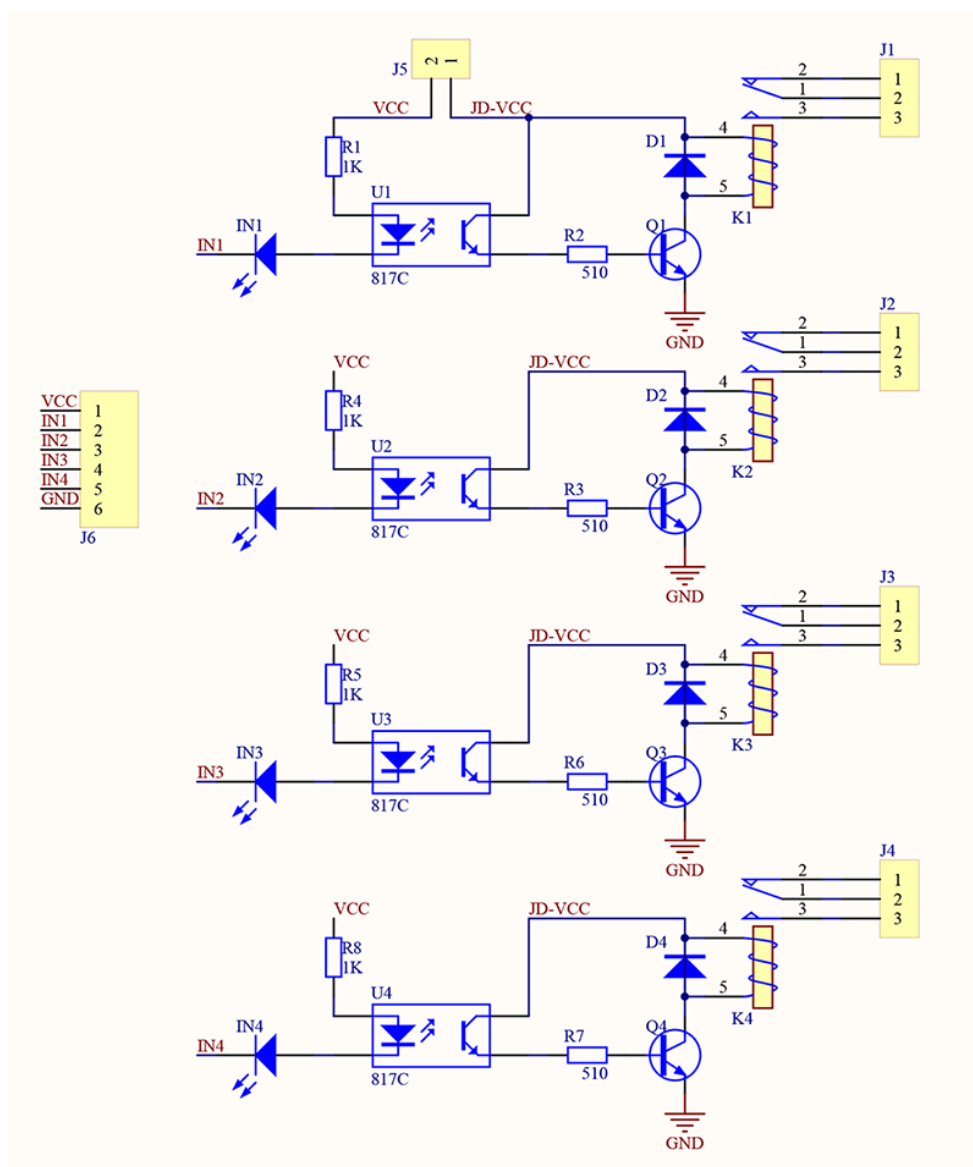 J5
2 1
VCC
JD-VCC
R1
1K
U1
817C
IN1
IN1
R2
510
D1
Q1
4
5
K1
GND
J1
2 1
1 2
3 3
VCC
R4
1K
U2
817C
IN2
IN2
JD-VCC
R3
510
D2
Q2
4
5
K2
GND
J2
2 1
1 2
3 3
VCC 1
IN1 2
IN2 3
IN3 4
IN4 5
GND 6
J6
VCC
R5
1K
U3
817C
IN3
IN3
JD-VCC
R6
510
D3
Q3
4
5
K3
GND
J3
2 1
1 2
3 3
VCC
R8
1K
U4
817C
IN4
IN4
JD-VCC
R7
510
D4
Q4
4
5
K4
GND
J4
2 1
1 2
3 3